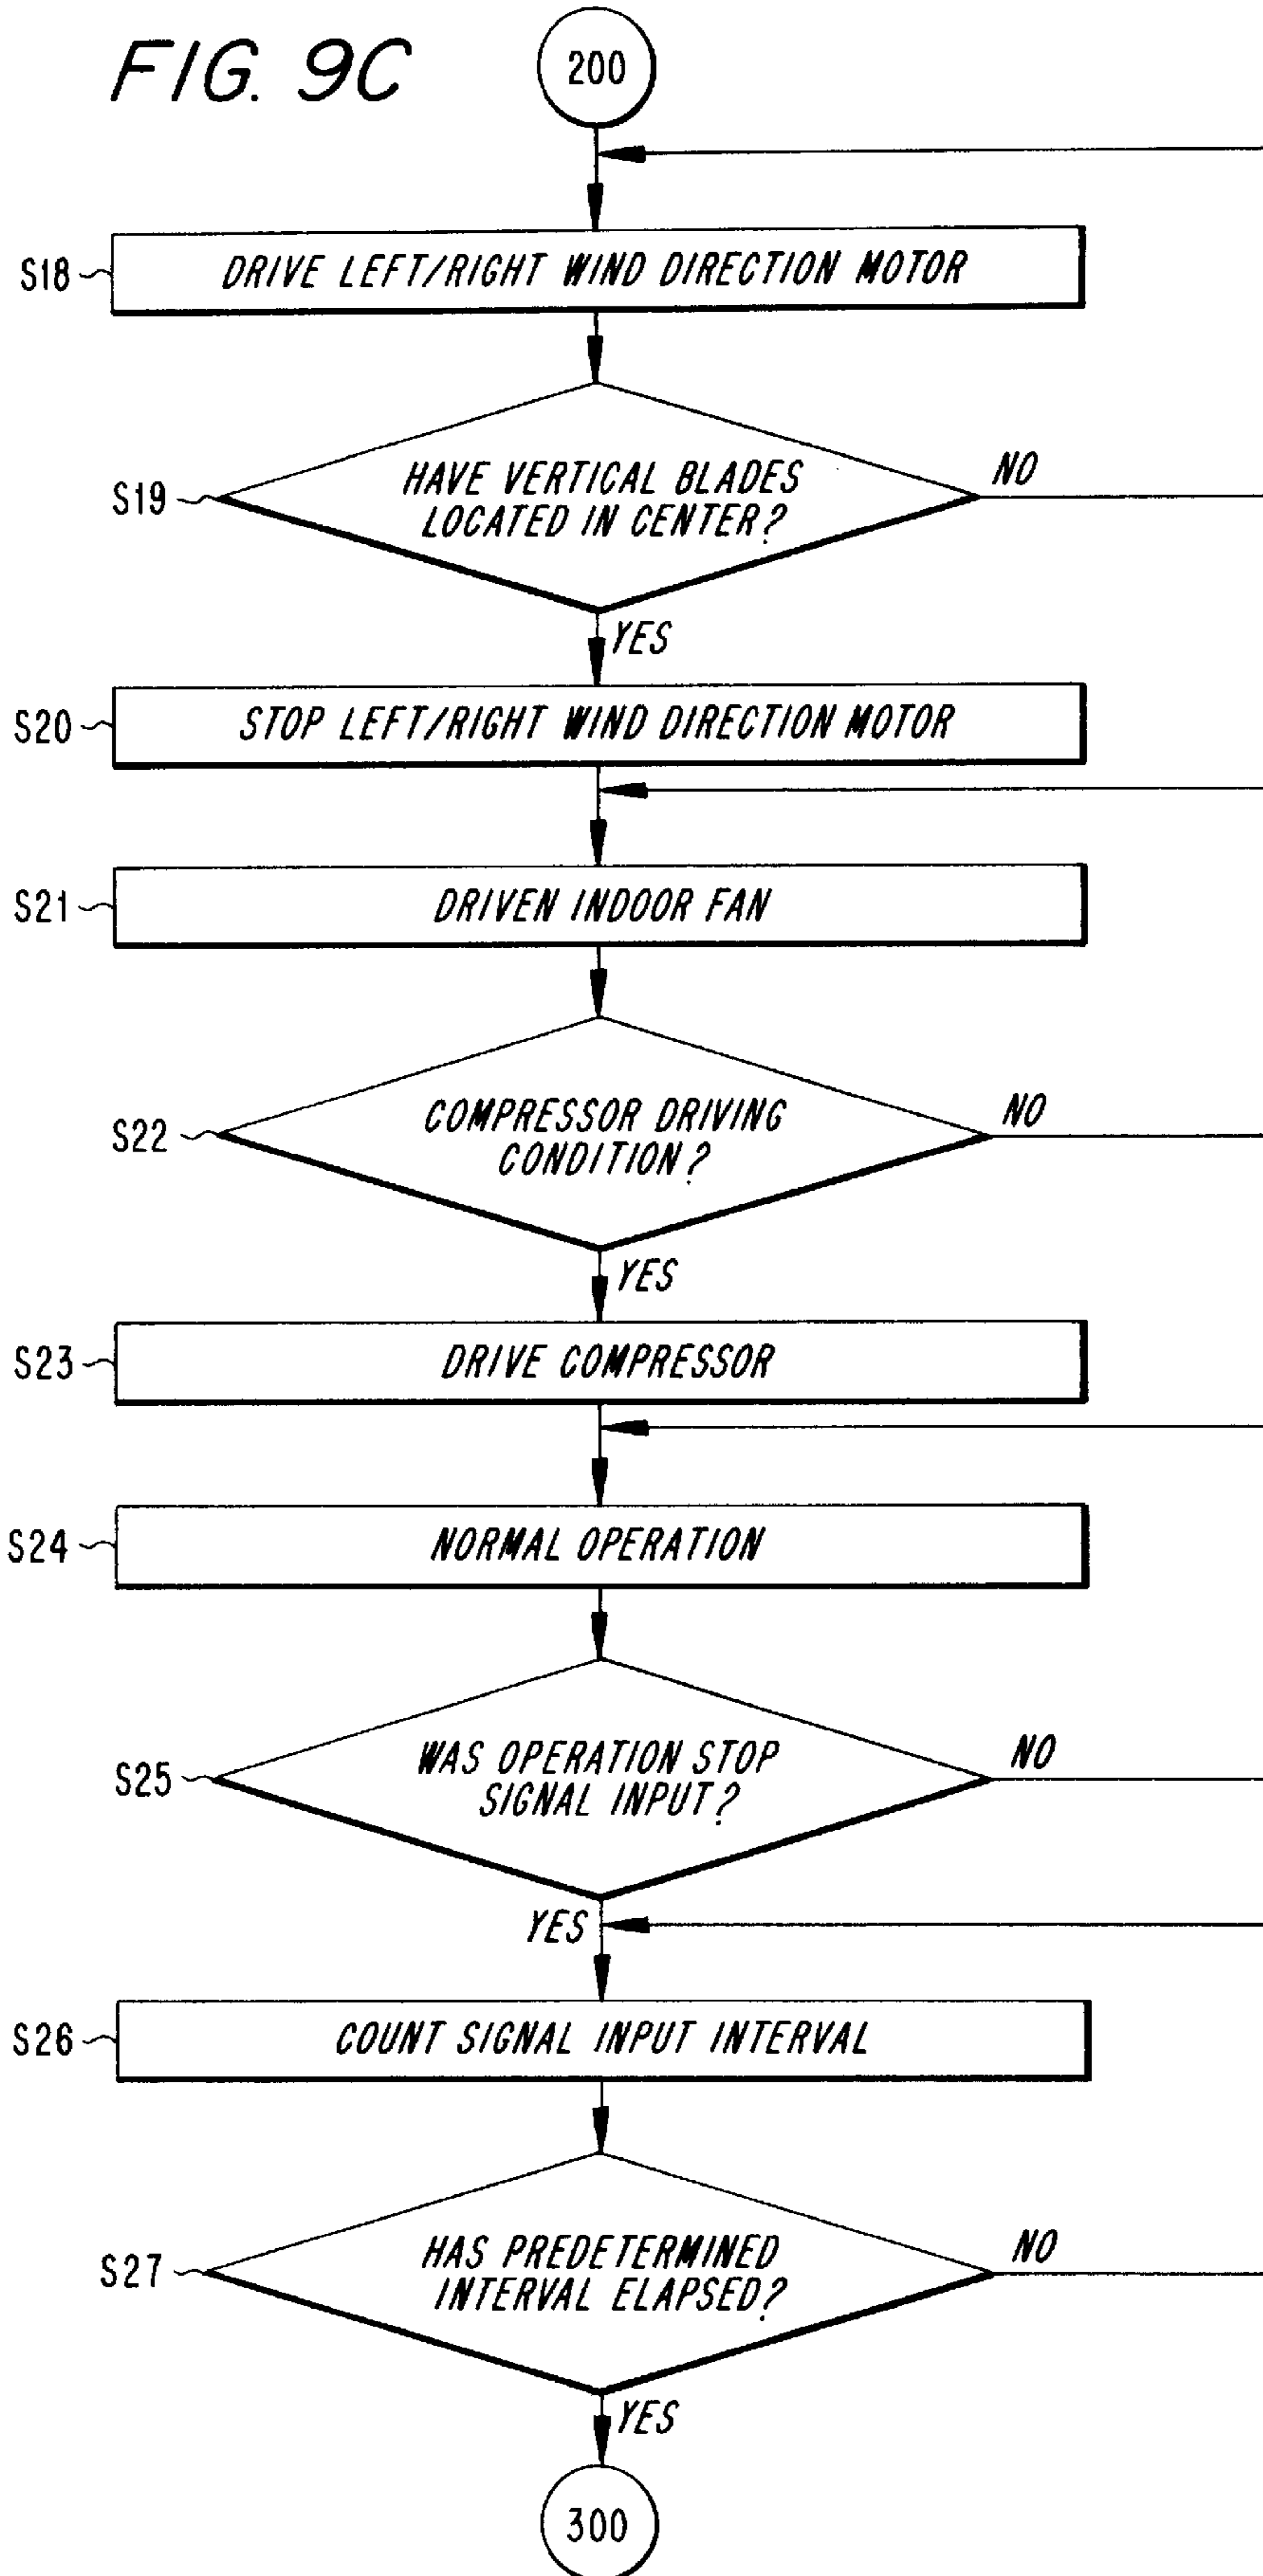 FIG. 9C
200
S18
DRIVE LEFT/RIGHT WIND DIRECTION MOTOR
S19
HAVE VERTICAL BLADES
LOCATED IN CENTER?
NO
YES
S20
STOP LEFT/RIGHT WIND DIRECTION MOTOR
S21
DRIVEN INDOOR FAN
S22
COMPRESSOR DRIVING
CONDITION?
NO
YES
S23
DRIVE COMPRESSOR
S24
NORMAL OPERATION
S25
WAS OPERATION STOP
SIGNAL INPUT?
NO
YES
S26
COUNT SIGNAL INPUT INTERVAL
S27
HAS PREDETERMINED
INTERVAL ELAPSED?
NO
YES
300